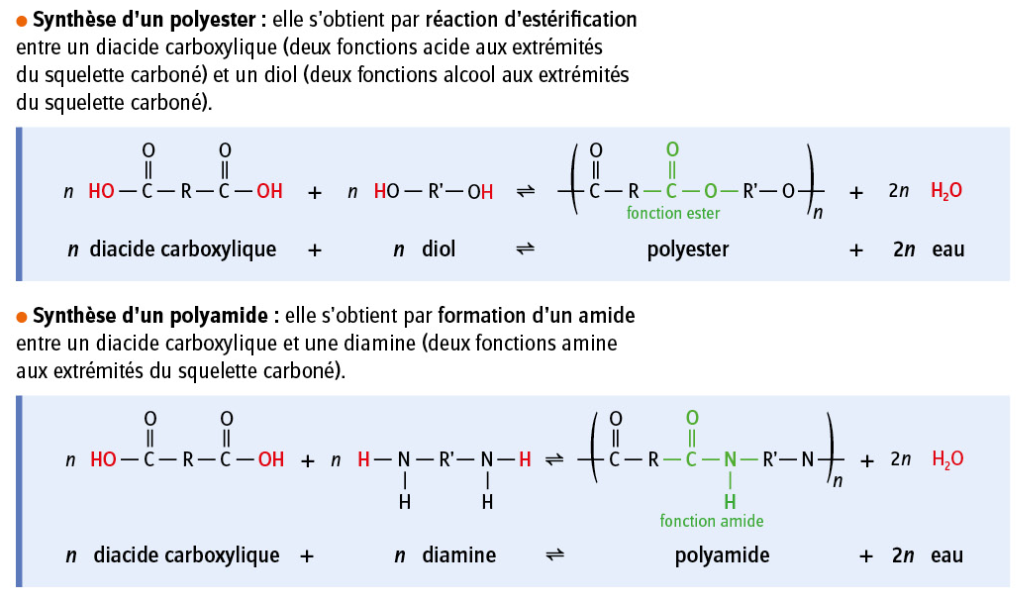 ● Synthèse d'un polyester : elle s'obtient par réaction d'estérification
entre un diacide carboxylique (deux fonctions acide aux extrémités
du squelette carboné) et un diol (deux fonctions alcool aux extrémités
du squelette carboné).
O O O O
|| || || ||
n HO — C — R — C — OH + n HO — R' — OH ⇌ ( C — R — C — O — R' — O )n + 2n H₂O
fonction ester
n diacide carboxylique + n diol ⇌ polyester + 2n eau
● Synthèse d'un polyamide : elle s'obtient par formation d'un amide
entre un diacide carboxylique et une diamine (deux fonctions amine
aux extrémités du squelette carboné).
O O O O
|| || || ||
n HO — C — R — C — OH + n H — N — R' — N — H ⇌ ( C — R — C — N — R' — N )n + 2n H₂O
| | |
H H H
fonction amide
n diacide carboxylique + n diamine ⇌ polyamide + 2n eau